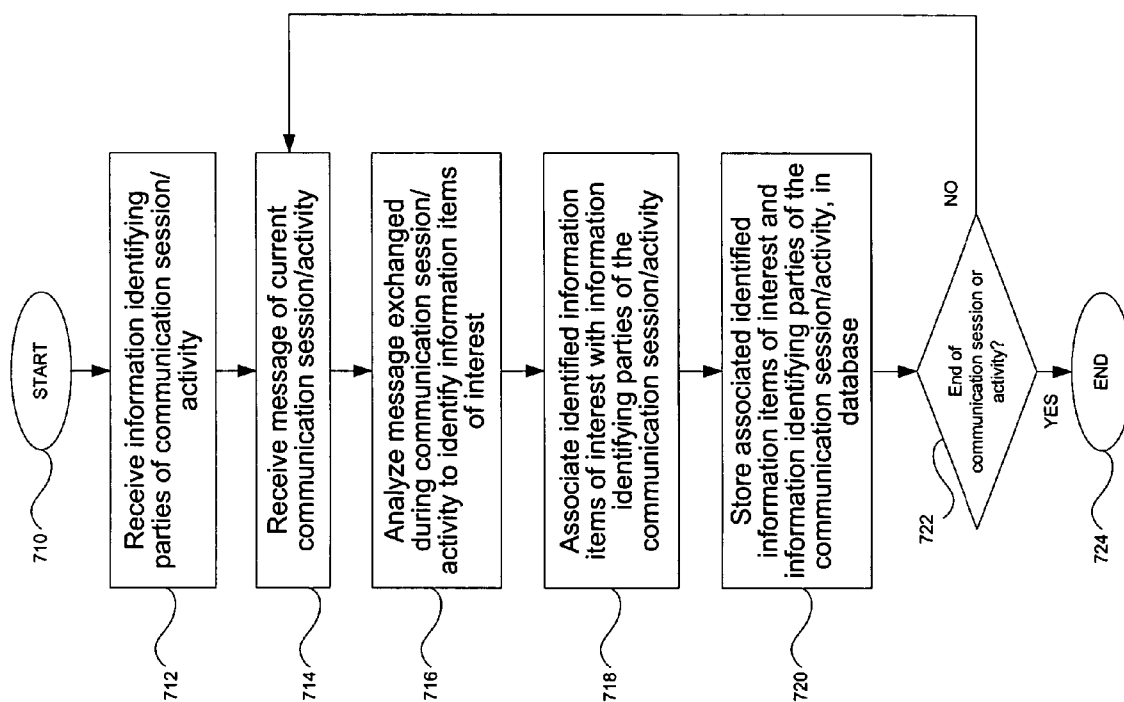 START
710
Receive information identifying
parties of communication session/
activity
712
Receive message of current
communication session/activity
714
Analyze message exchanged
during communication session/
activity to identify information items
of interest
716
Associate identified information
items of interest with information
identifying parties of the
communication session/activity
718
Store associated identified
information items of interest and
information identifying parties of the
communication session/activity, in
database
720
End of
communication session or
activity?
722
NO
YES
END
724